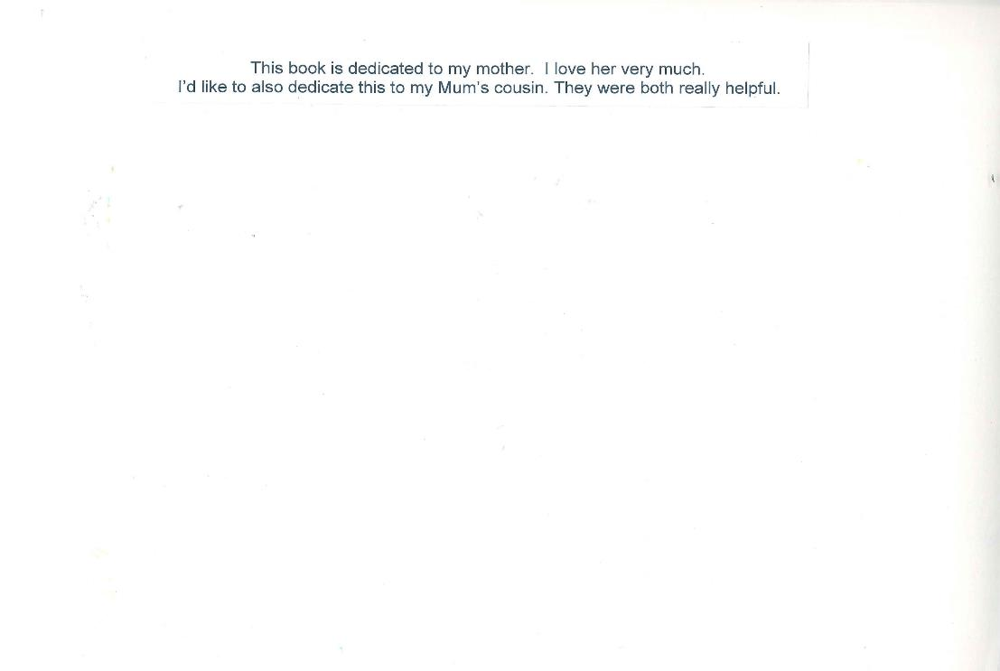 This book is dedicated to my mother.  I love her very much.
I'd like to also dedicate this to my Mum's cousin. They were both really helpful.